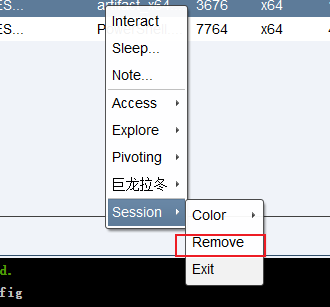 ES... artifact_x64 3676 x64
ES... P 7764 x64
Interact
Sleep...
Note...
Access
Explore
Pivoting
巨龙拉冬
Session
Color
Remove
Exit
d.
fig